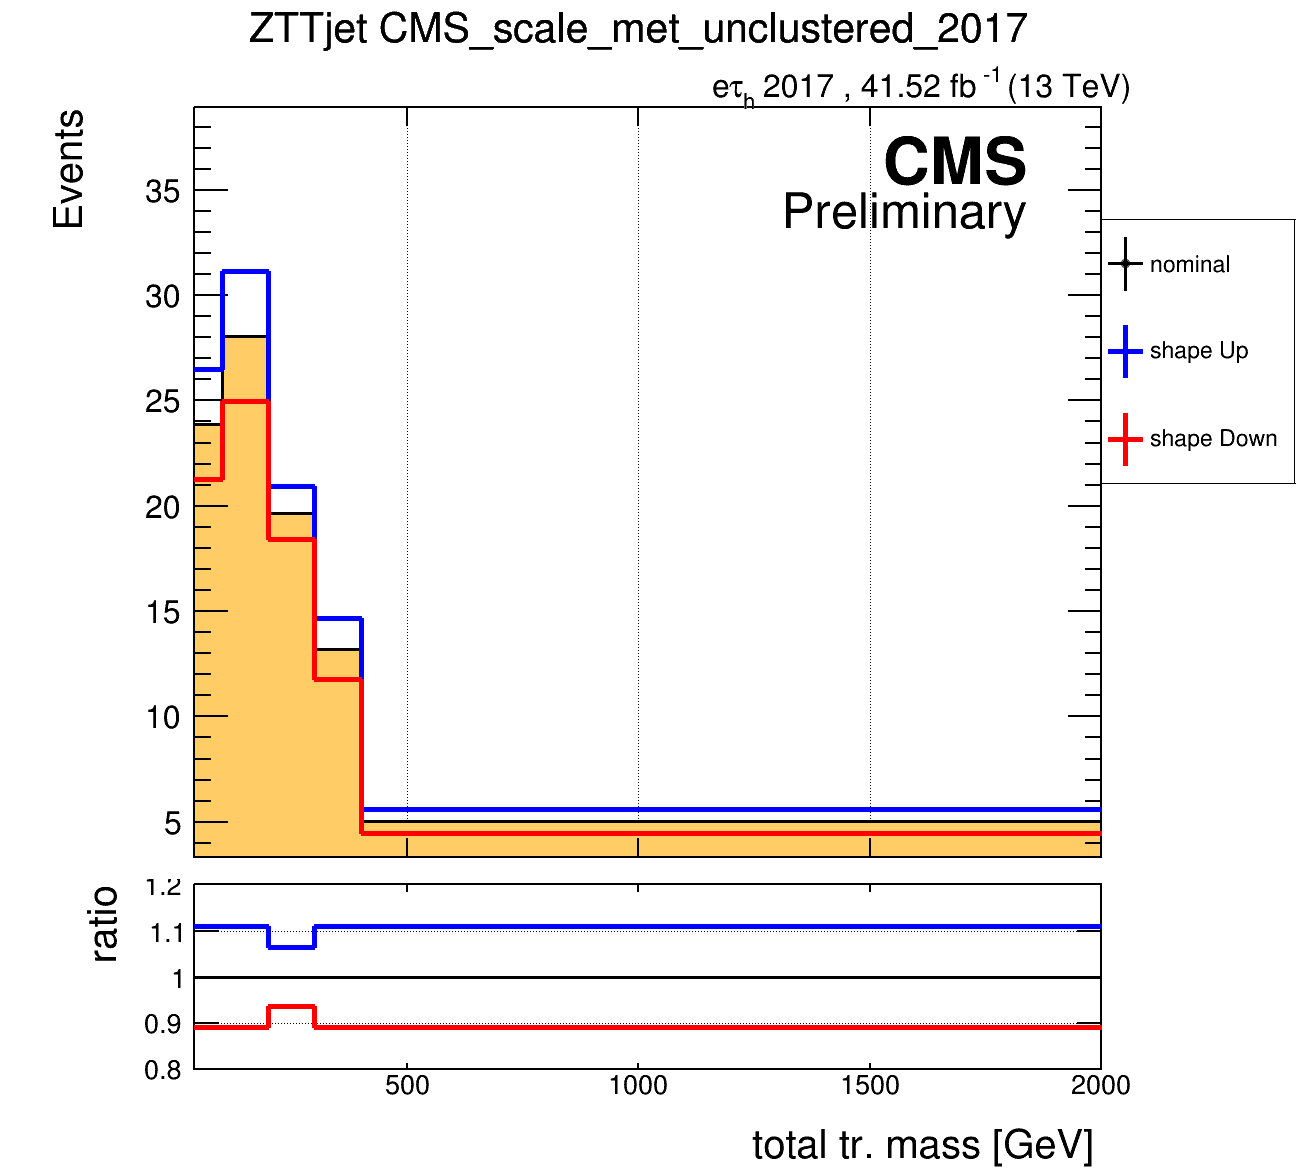 ZTTjet CMS_scale_met_unclustered_2017
eτh 2017 , 41.52 fb -1 (13 TeV)
Events
CMS
Preliminary
35
30
25
20
15
10
5
nominal
shape Up
shape Down
ratio
1.2
1.1
1
0.9
0.8
500
1000
1500
2000
total tr. mass [GeV]